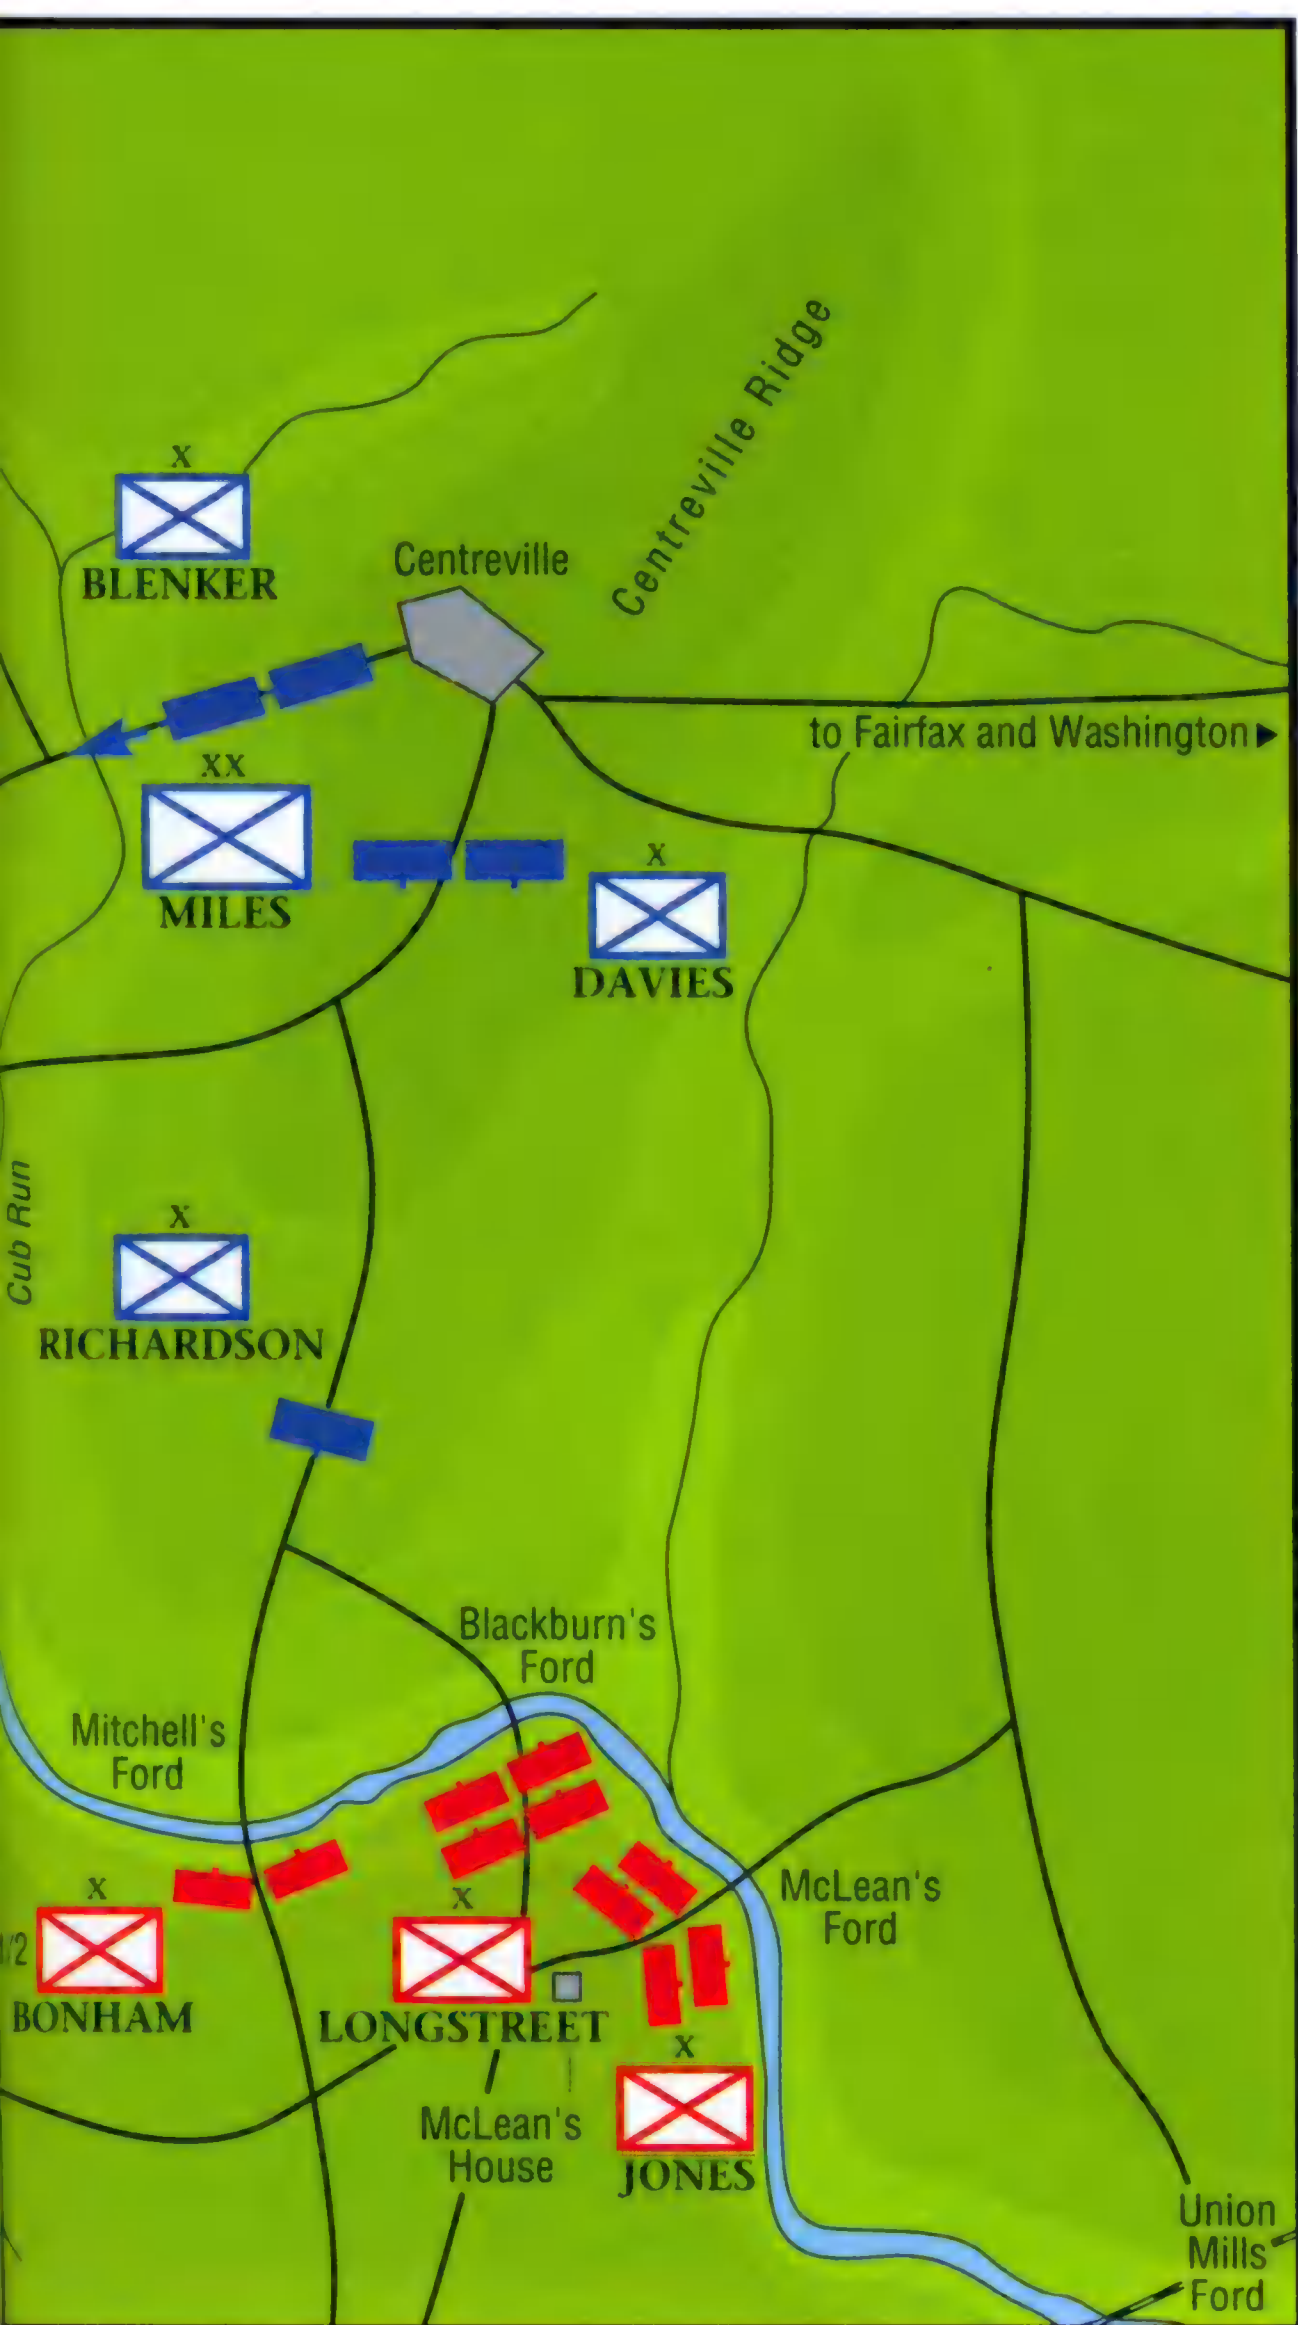 Centreville Ridge
X
BLENKER
Centreville
to Fairfax and Washington
XX
MILES
X
DAVIES
Cub Run
X
RICHARDSON
Blackburn's
Ford
Mitchell's
Ford
McLean's
Ford
X
BONHAM
X
LONGSTREET
McLean's
House
X
JONES
Union
Mills
Ford